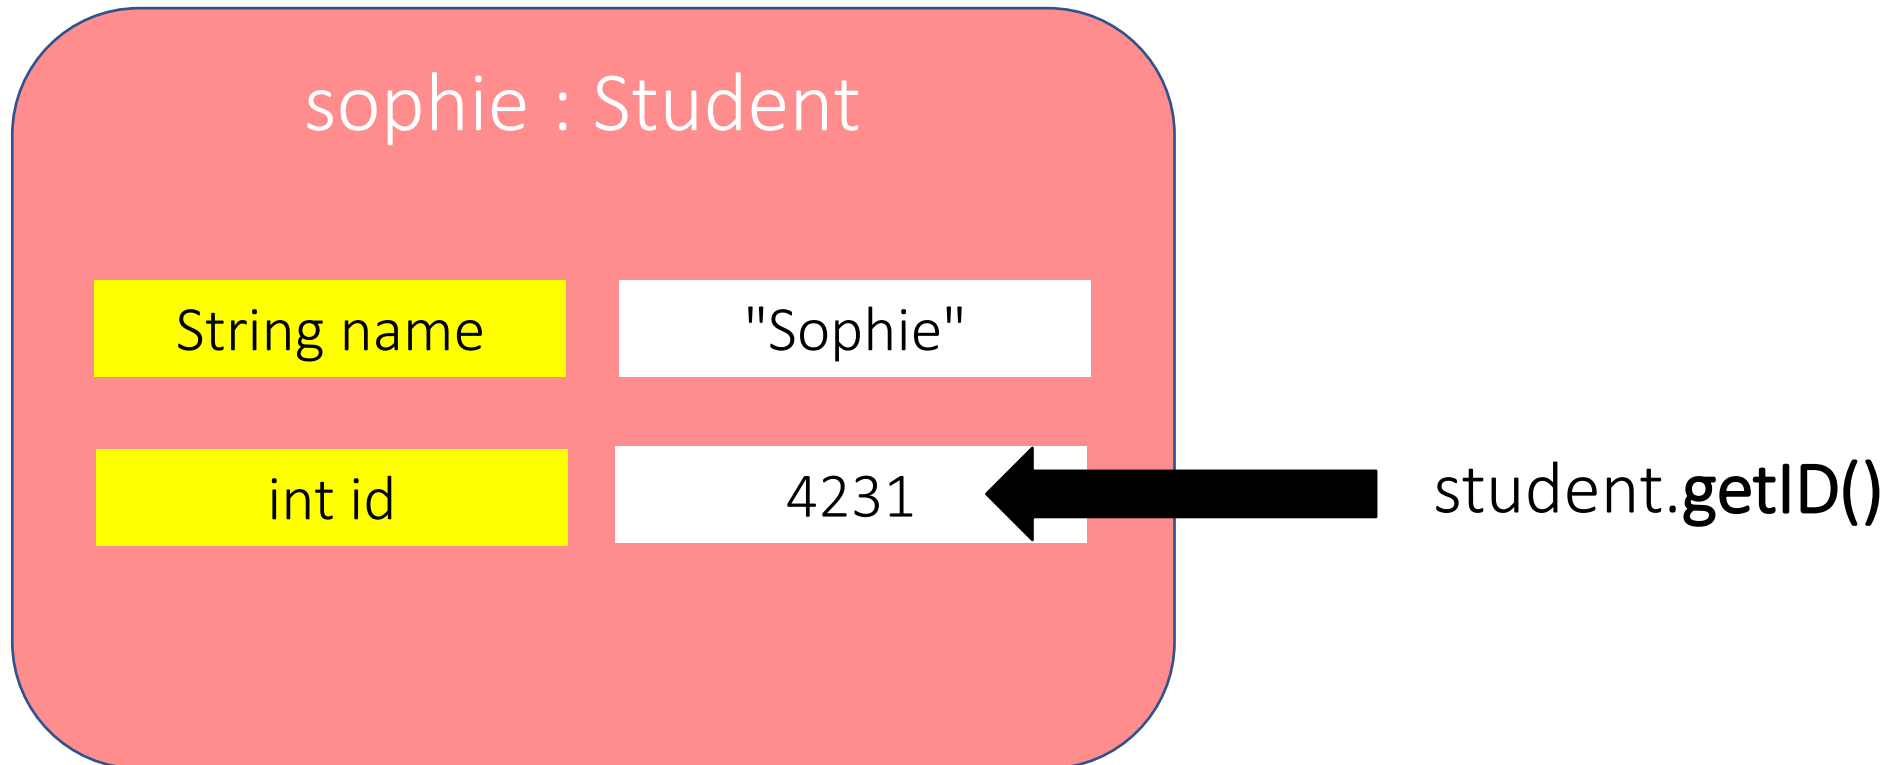 sophie : Student
String name
"Sophie"
int id
4231
student.getID()